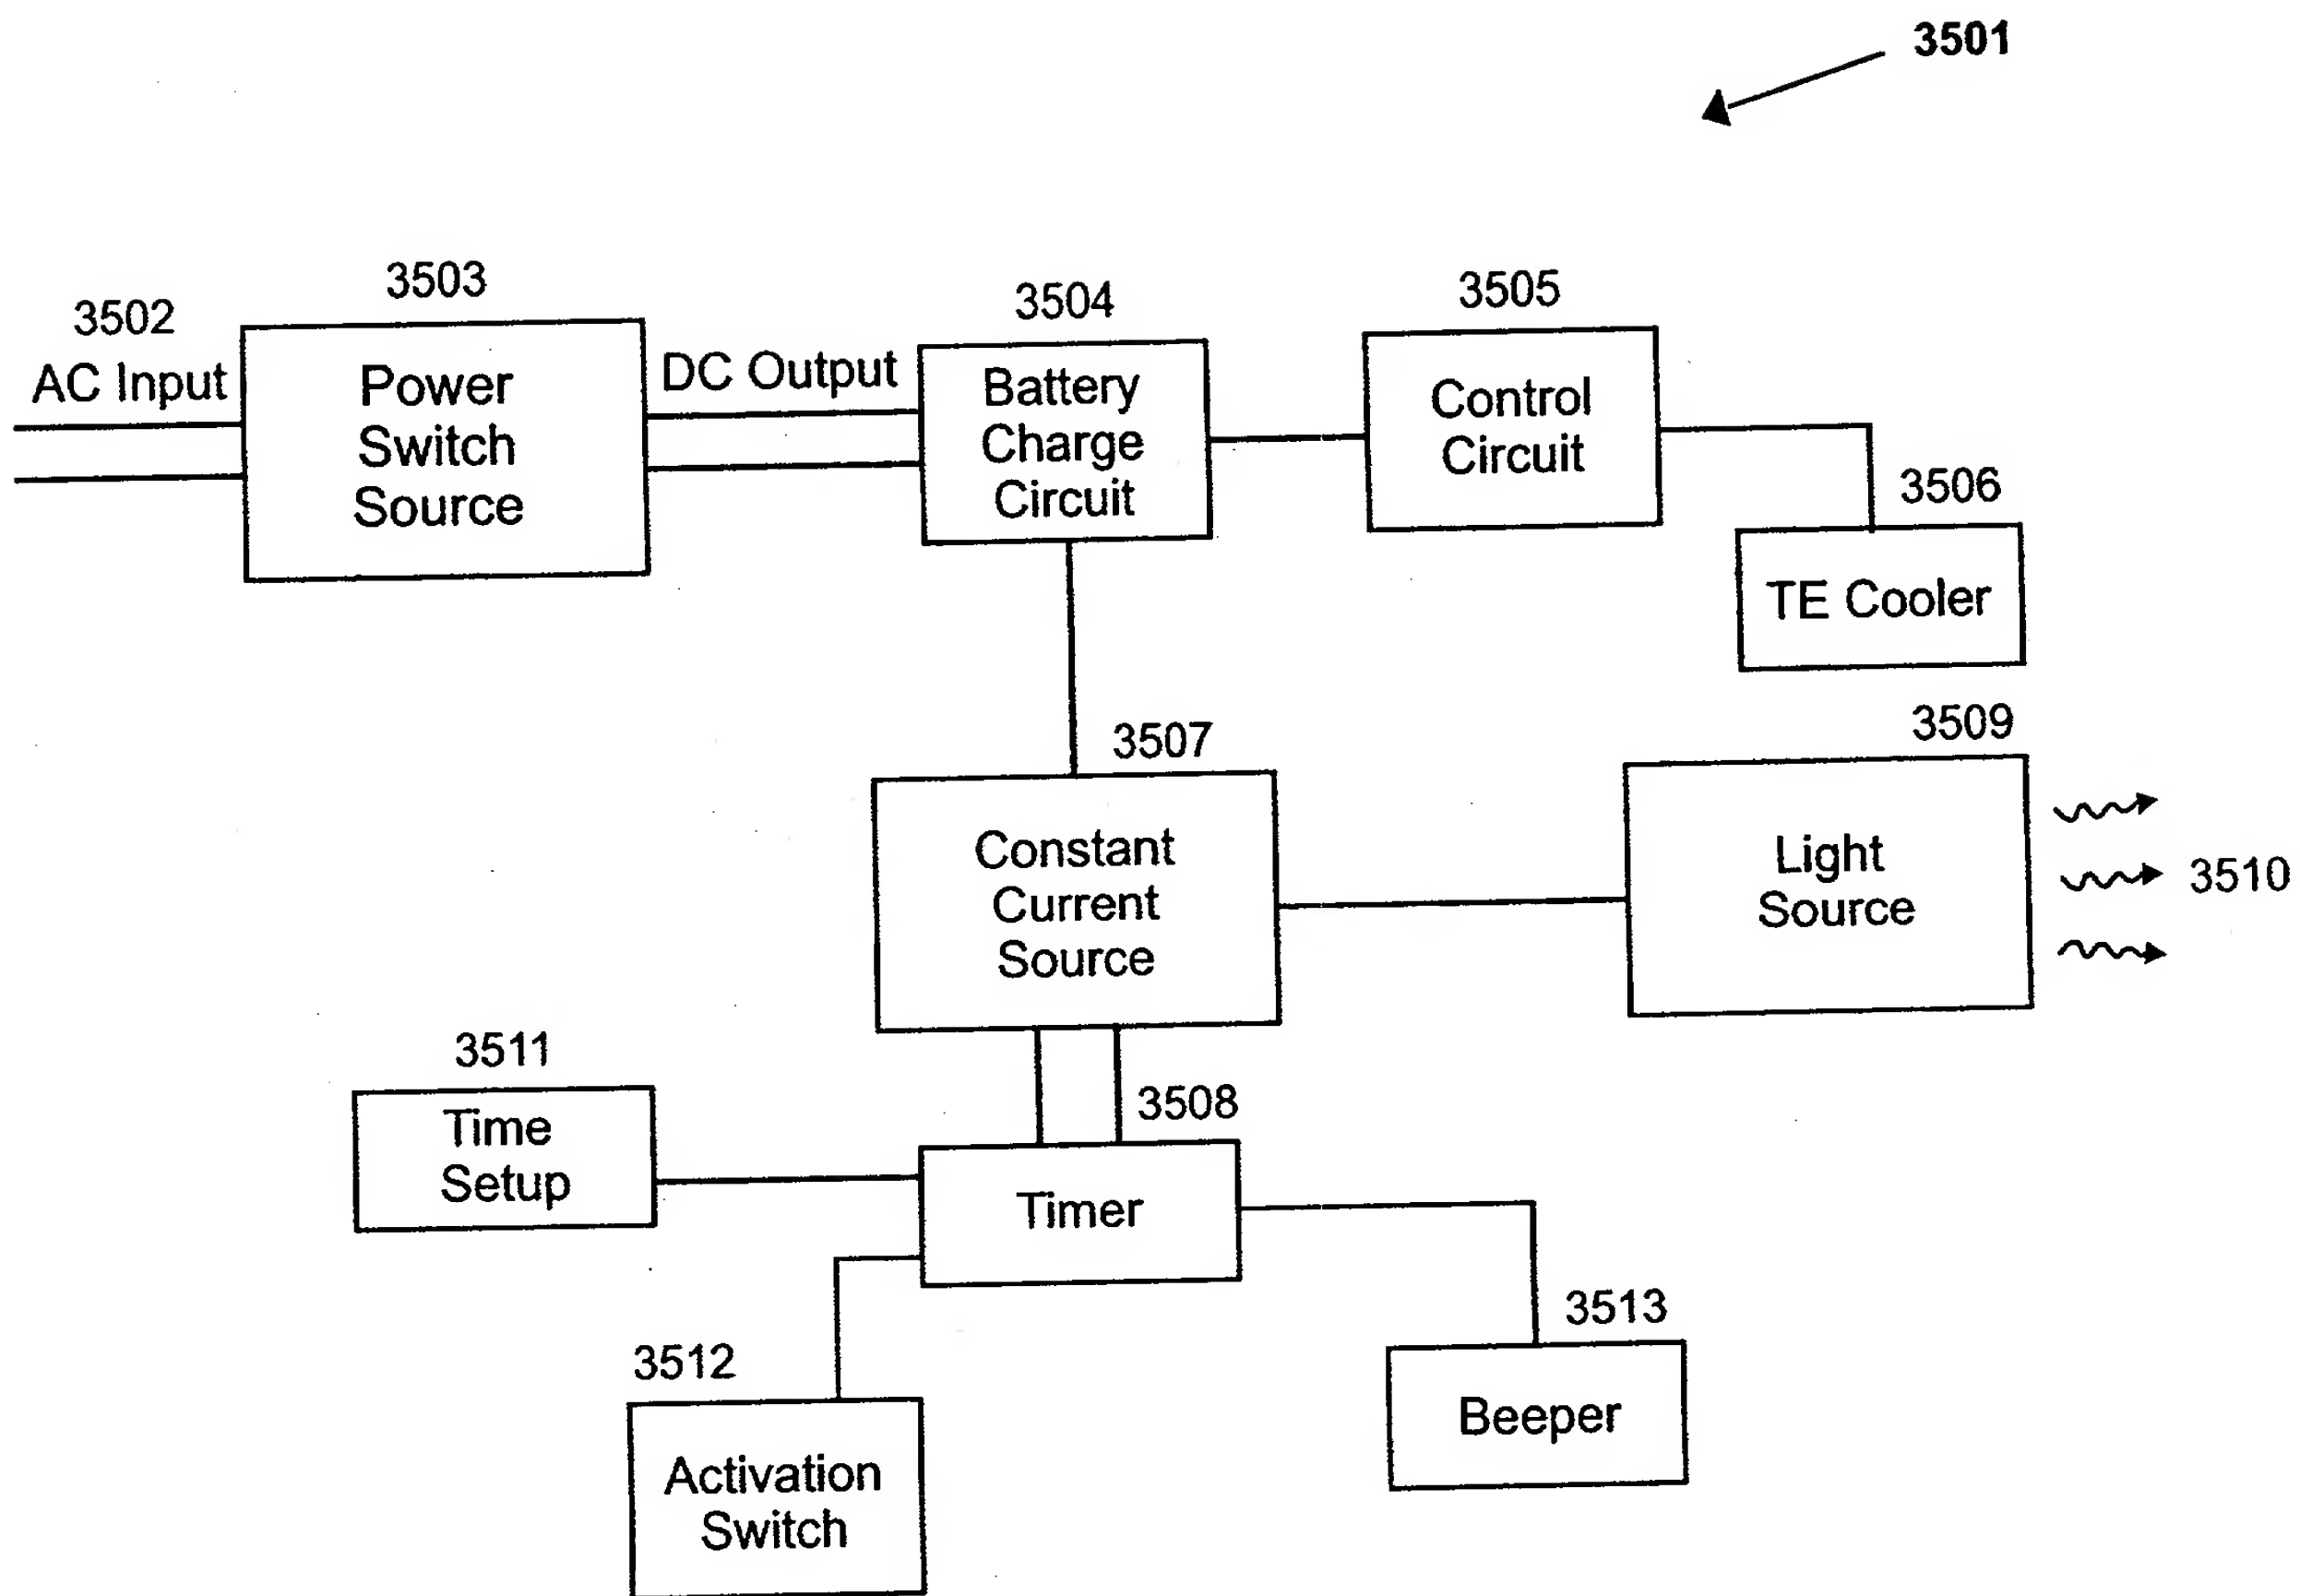 3501
3502
AC Input
3503
Power
Switch
Source
DC Output
3504
Battery
Charge
Circuit
3505
Control
Circuit
3506
TE Cooler
3507
Constant
Current
Source
3509
Light
Source
3510
3511
Time
Setup
3508
Timer
3512
Activation
Switch
3513
Beeper